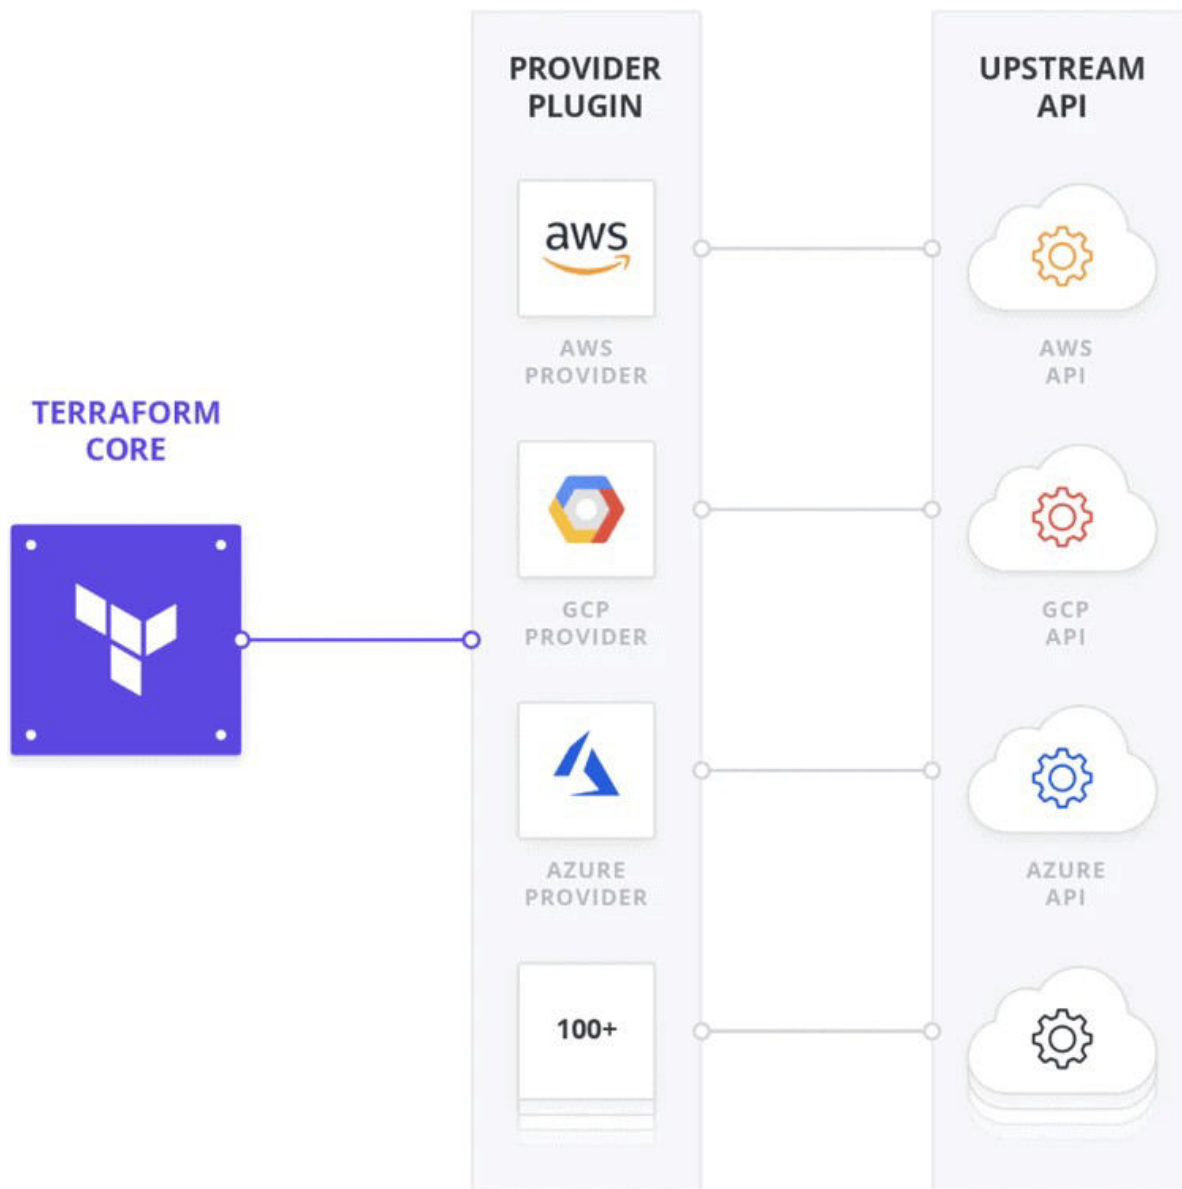 TERRAFORM
CORE
PROVIDER
PLUGIN
aws
AWS
PROVIDER
GCP
PROVIDER
AZURE
PROVIDER
100+
UPSTREAM
API
AWS
API
GCP
API
AZURE
API